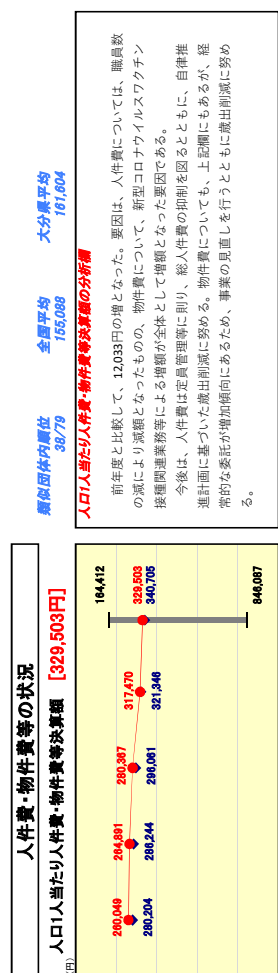 人件費・物件費等の状況
人口1人当たり人件費・物件費等決算額 [329,503円]
(円)
260,049
280,204
264,891
286,244
280,367
296,061
317,470
321,346
164,412
329,503
340,705
846,087
類似団体内順位
38/79
全国平均
155,088
大分県平均
161,604
人口1人当たり人件費・物件費等決算額の分析欄
前年度と比較して、12,033円の増となった。要因は、人件費については、職員数
の減により減額となったものの、物件費について、新型コロナウイルスワクチン
接種関連業務等による増額が全体として増額となった要因である。
今後は、人件費は定員管理等に則り、総人件費の抑制を図るとともに、自律推
進計画に基づいた歳出削減に努める。物件費についても、上記欄にもあるが、経
常的な委託が増加傾向にあるため、事業の見直しを行うとともに歳出削減に努め
る。